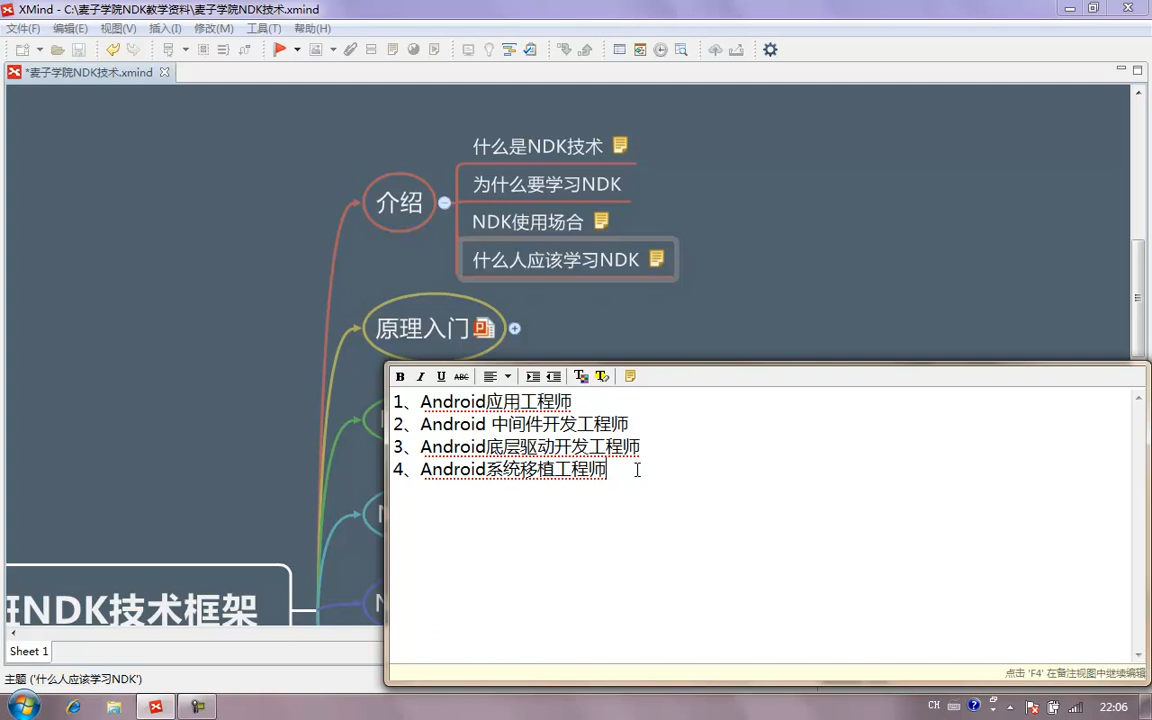 XMind - C:\麦子学院NDK教学资料\麦子学院NDK技术.xmind
文件(F) 编辑(E) 视图(V) 插入(I) 修改(M) 工具(T) 帮助(H)
*麦子学院NDK技术.xmind
什么是NDK技术
为什么要学习NDK
介绍
NDK使用场合
什么人应该学习NDK
原理入门
B I U ABC
1、Android应用工程师
2、Android 中间件开发工程师
3、Android底层驱动开发工程师
4、Android系统移植工程师
NDK技术框架
Sheet 1
点击 'F4' 在备注视图中继续编辑
主题 ('什么人应该学习NDK')
CH
22:06